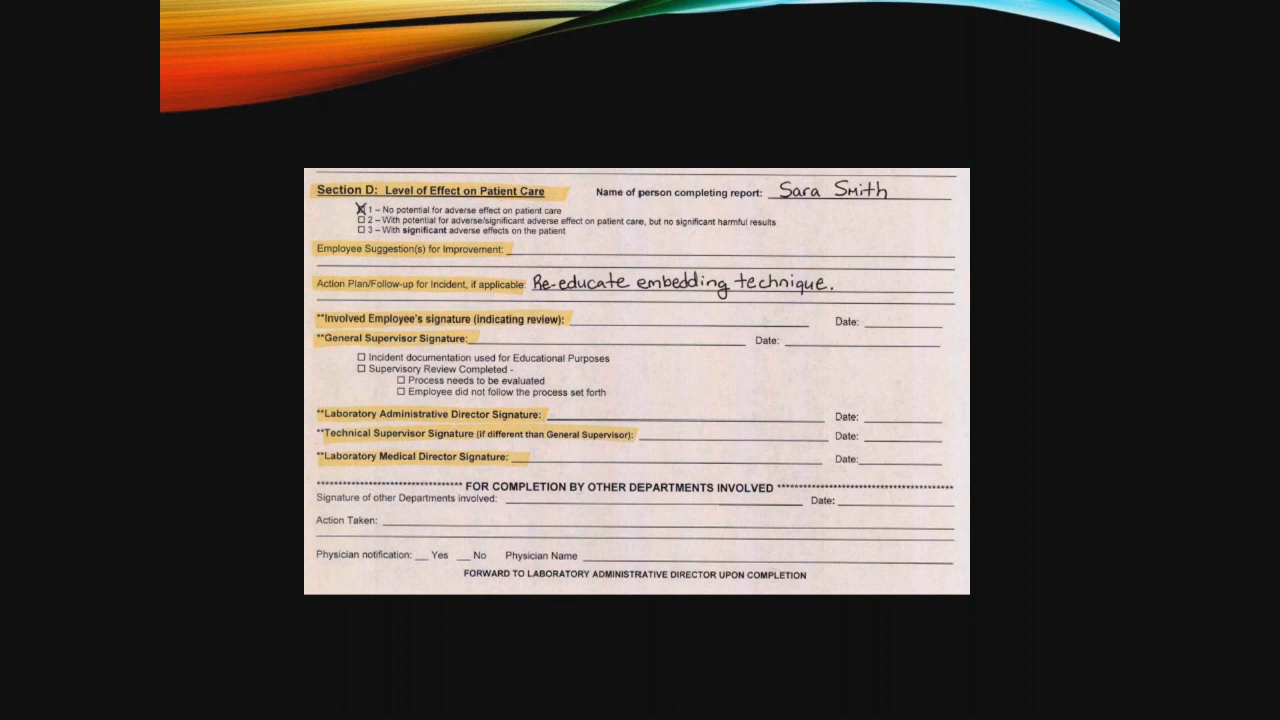 Section D: Level of Effect on Patient Care Name of person completing report: Sara Smith
☒ 1 – No potential for adverse effect on patient care
☐ 2 – With potential for adverse/significant adverse effect on patient care, but no significant harmful results
☐ 3 – With significant adverse effects on the patient
Employee Suggestion(s) for Improvement:
Action Plan/Follow-up for Incident, if applicable: Re-educate embedding technique.
**Involved Employee's signature (indicating review): Date:
**General Supervisor Signature: Date:
☐ Incident documentation used for Educational Purposes
☐ Supervisory Review Completed -
☐ Process needs to be evaluated
☐ Employee did not follow the process set forth
**Laboratory Administrative Director Signature: Date:
**Technical Supervisor Signature (if different than General Supervisor): Date:
**Laboratory Medical Director Signature: Date:
FOR COMPLETION BY OTHER DEPARTMENTS INVOLVED
Signature of other Departments involved: Date:
Action Taken:
Physician notification: __ Yes __ No Physician Name
FORWARD TO LABORATORY ADMINISTRATIVE DIRECTOR UPON COMPLETION